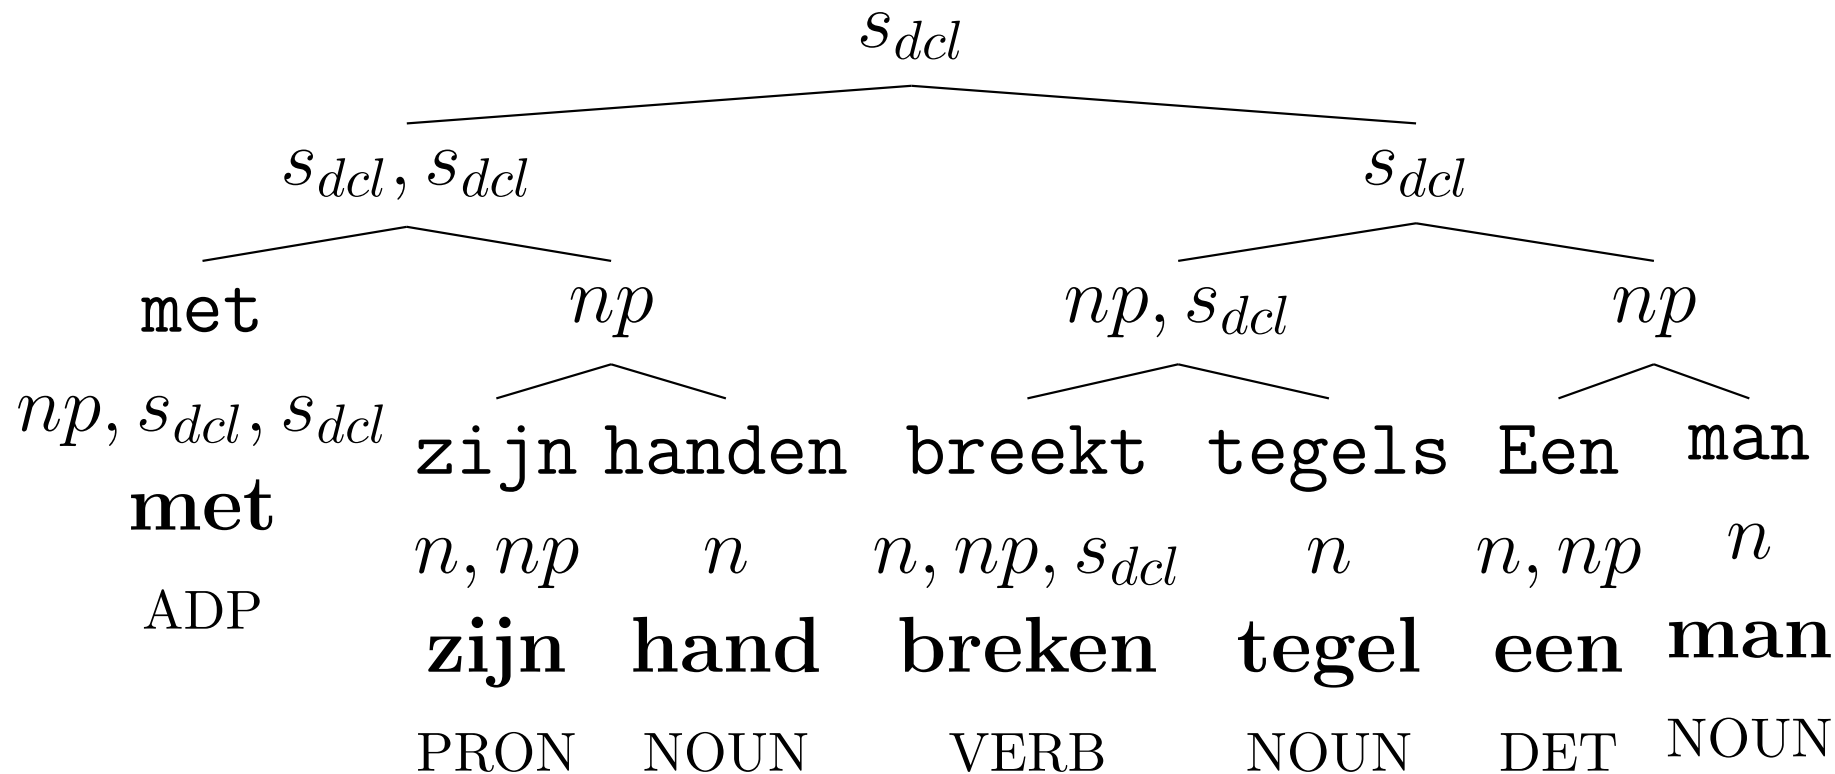 s_dcl
s_dcl, s_dcl s_dcl
met np np, s_dcl np
np, s_dcl, s_dcl zijn handen breekt tegels Een man
met n, np n n, np, s_dcl n n, np n
ADP zijn hand breken tegel een man
PRON NOUN VERB NOUN DET NOUN